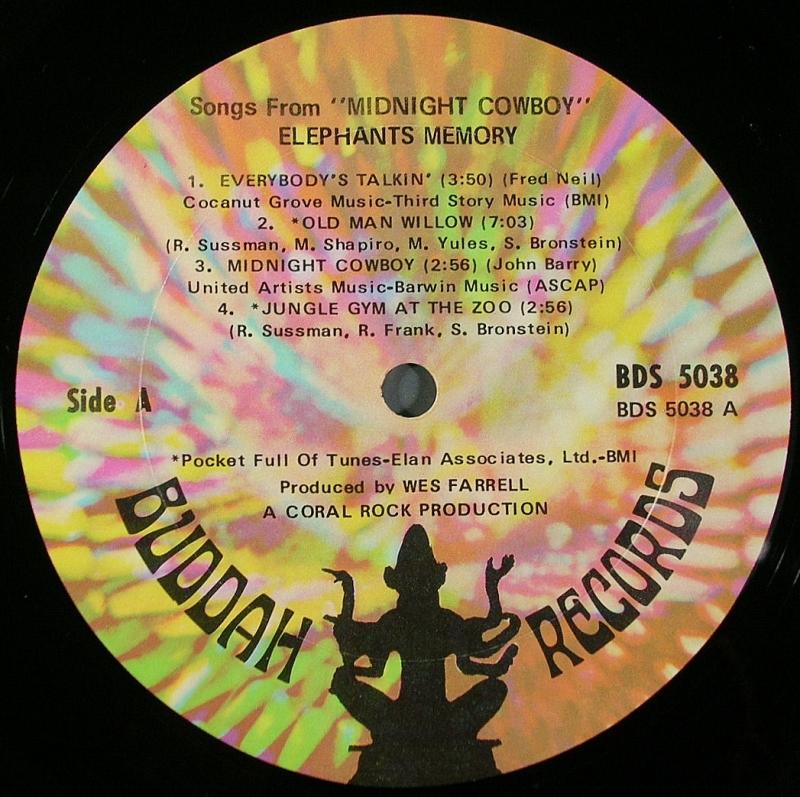 Songs From "MIDNIGHT COWBOY"
ELEPHANTS MEMORY
1. EVERYBODY'S TALKIN' (3:50) (Fred Neil)
Cocanut Grove Music-Third Story Music (BMI)
2. *OLD MAN WILLOW (7:03)
(R. Sussman, M. Shapiro, M. Yules, S. Bronstein)
3. MIDNIGHT COWBOY (2:56) (John Barry)
United Artists Music-Barwin Music (ASCAP)
4. *JUNGLE GYM AT THE ZOO (2:56)
(R. Sussman, R. Frank, S. Bronstein)
Side A
BDS 5038
BDS 5038 A
*Pocket Full Of Tunes-Elan Associates, Ltd.-BMI
Produced by WES FARRELL
A CORAL ROCK PRODUCTION
BUDDAH RECORDS